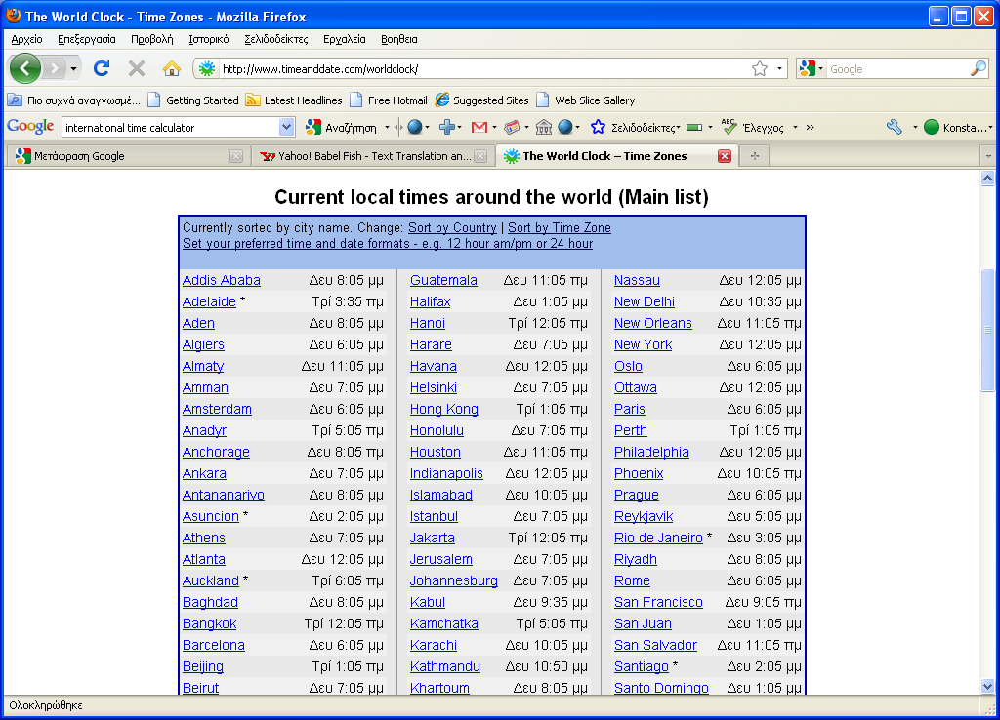 The World Clock - Time Zones - Mozilla Firefox
Αρχείο Επεξεργασία Προβολή Ιστορικό Σελιδοδείκτες Εργαλεία Βοήθεια
http://www.timeanddate.com/worldclock/ Google
Πιο συχνά αναγνωσμέ... Getting Started Latest Headlines Free Hotmail Suggested Sites Web Slice Gallery
Google international time calculator Αναζήτηση Σελιδοδείκτες ABC Έλεγχος » Konsta...
Μετάφραση Google Yahoo! Babel Fish - Text Translation an... The World Clock – Time Zones
Current local times around the world (Main list)
Currently sorted by city name. Change: Sort by Country | Sort by Time Zone
Set your preferred time and date formats - e.g. 12 hour am/pm or 24 hour
Addis Ababa Δευ 8:05 μμ Guatemala Δευ 11:05 πμ Nassau Δευ 12:05 μμ
Adelaide * Τρί 3:35 πμ Halifax Δευ 1:05 μμ New Delhi Δευ 10:35 μμ
Aden Δευ 8:05 μμ Hanoi Τρί 12:05 πμ New Orleans Δευ 11:05 πμ
Algiers Δευ 6:05 μμ Harare Δευ 7:05 μμ New York Δευ 12:05 μμ
Almaty Δευ 11:05 μμ Havana Δευ 12:05 μμ Oslo Δευ 6:05 μμ
Amman Δευ 7:05 μμ Helsinki Δευ 7:05 μμ Ottawa Δευ 12:05 μμ
Amsterdam Δευ 6:05 μμ Hong Kong Τρί 1:05 πμ Paris Δευ 6:05 μμ
Anadyr Τρί 5:05 πμ Honolulu Δευ 7:05 πμ Perth Τρί 1:05 πμ
Anchorage Δευ 8:05 πμ Houston Δευ 11:05 πμ Philadelphia Δευ 12:05 μμ
Ankara Δευ 7:05 μμ Indianapolis Δευ 12:05 μμ Phoenix Δευ 10:05 πμ
Antananarivo Δευ 8:05 μμ Islamabad Δευ 10:05 μμ Prague Δευ 6:05 μμ
Asuncion * Δευ 2:05 μμ Istanbul Δευ 7:05 μμ Reykjavik Δευ 5:05 μμ
Athens Δευ 7:05 μμ Jakarta Τρί 12:05 πμ Rio de Janeiro * Δευ 3:05 μμ
Atlanta Δευ 12:05 μμ Jerusalem Δευ 7:05 μμ Riyadh Δευ 8:05 μμ
Auckland * Τρί 6:05 πμ Johannesburg Δευ 7:05 μμ Rome Δευ 6:05 μμ
Baghdad Δευ 8:05 μμ Kabul Δευ 9:35 μμ San Francisco Δευ 9:05 πμ
Bangkok Τρί 12:05 πμ Kamchatka Τρί 5:05 πμ San Juan Δευ 1:05 μμ
Barcelona Δευ 6:05 μμ Karachi Δευ 10:05 μμ San Salvador Δευ 11:05 πμ
Beijing Τρί 1:05 πμ Kathmandu Δευ 10:50 μμ Santiago * Δευ 2:05 μμ
Beirut Δευ 7:05 μμ Khartoum Δευ 8:05 μμ Santo Domingo Δευ 1:05 μμ
Ολοκληρώθηκε